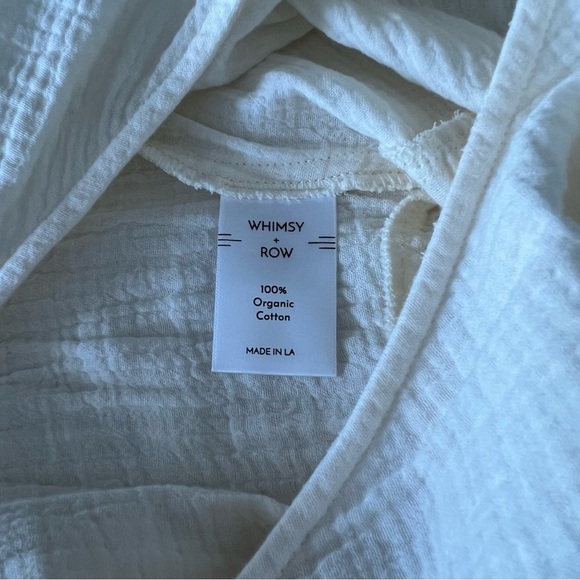 WHIMSY
+
ROW
100%
Organic
Cotton
MADE IN LA